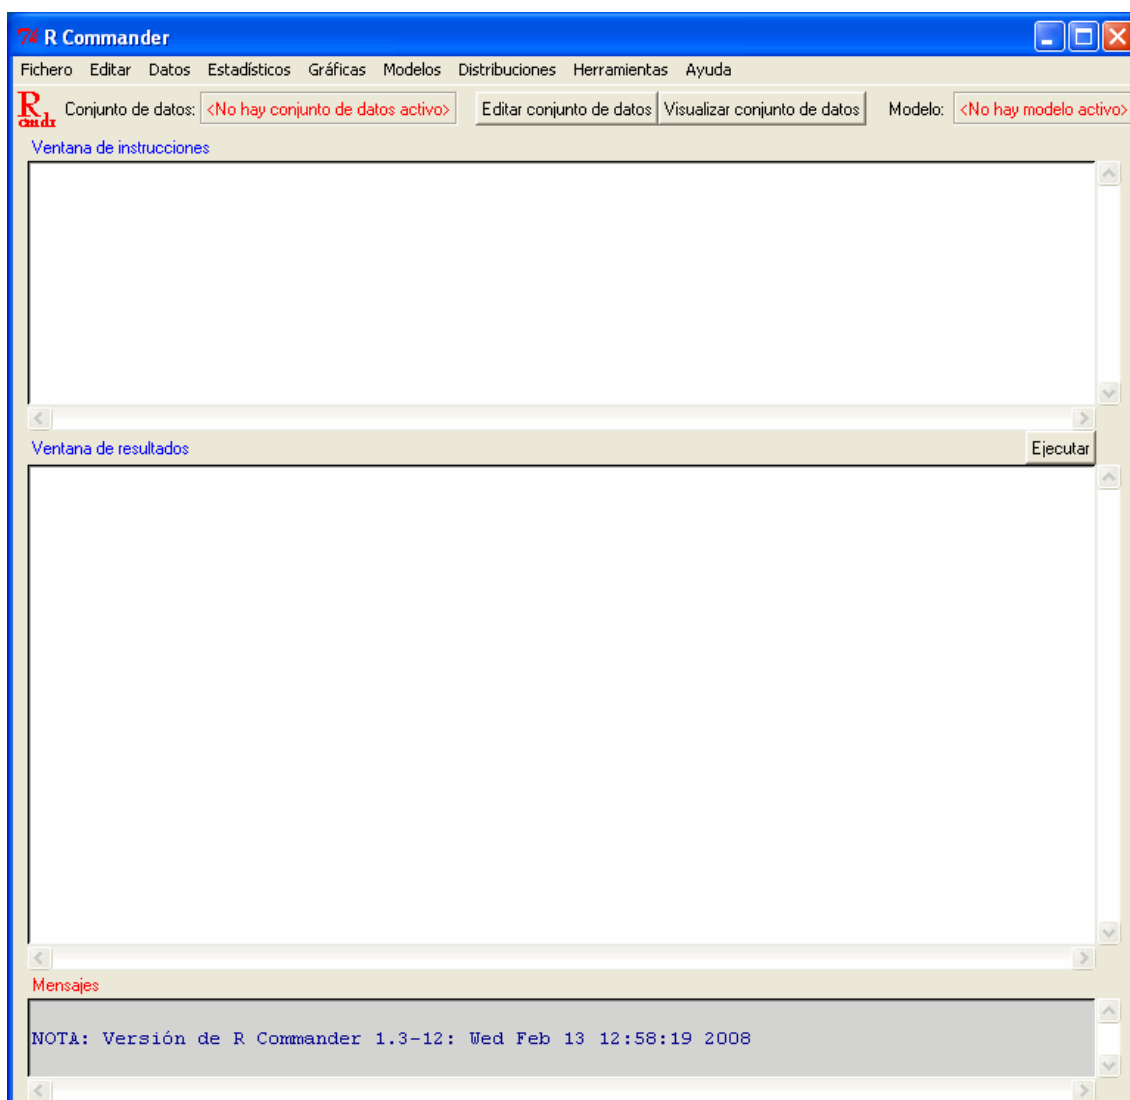 R Commander
Fichero Editar Datos Estadísticos Gráficas Modelos Distribuciones Herramientas Ayuda
R cmdr Conjunto de datos: <No hay conjunto de datos activo> Editar conjunto de datos Visualizar conjunto de datos Modelo: <No hay modelo activo>
Ventana de instrucciones
Ventana de resultados Ejecutar
Mensajes
NOTA: Versión de R Commander 1.3-12: Wed Feb 13 12:58:19 2008